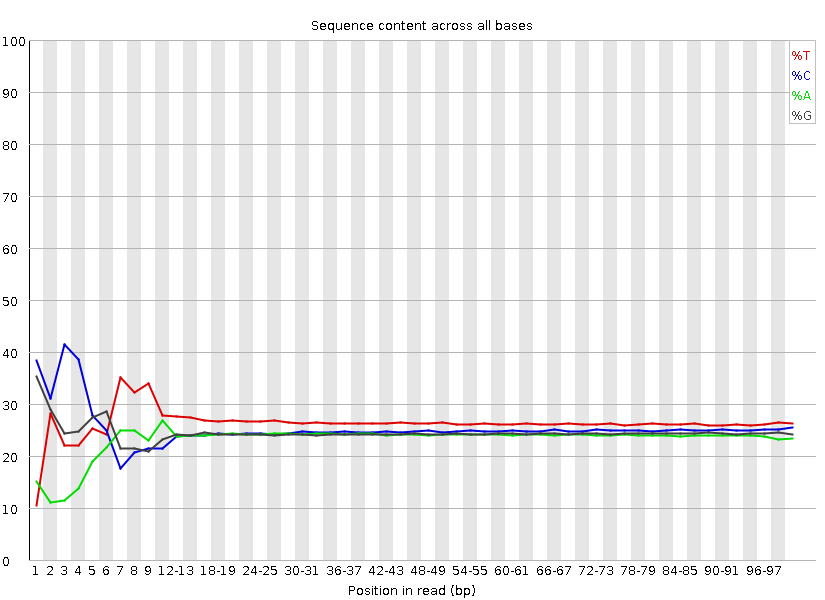 Sequence content across all bases
100
90
80
70
60
50
40
30
20
10
0
%T
%C
%A
%G
1 2 3 4 5 6 7 8 9 12-13 18-19 24-25 30-31 36-37 42-43 48-49 54-55 60-61 66-67 72-73 78-79 84-85 90-91 96-97
Position in read (bp)